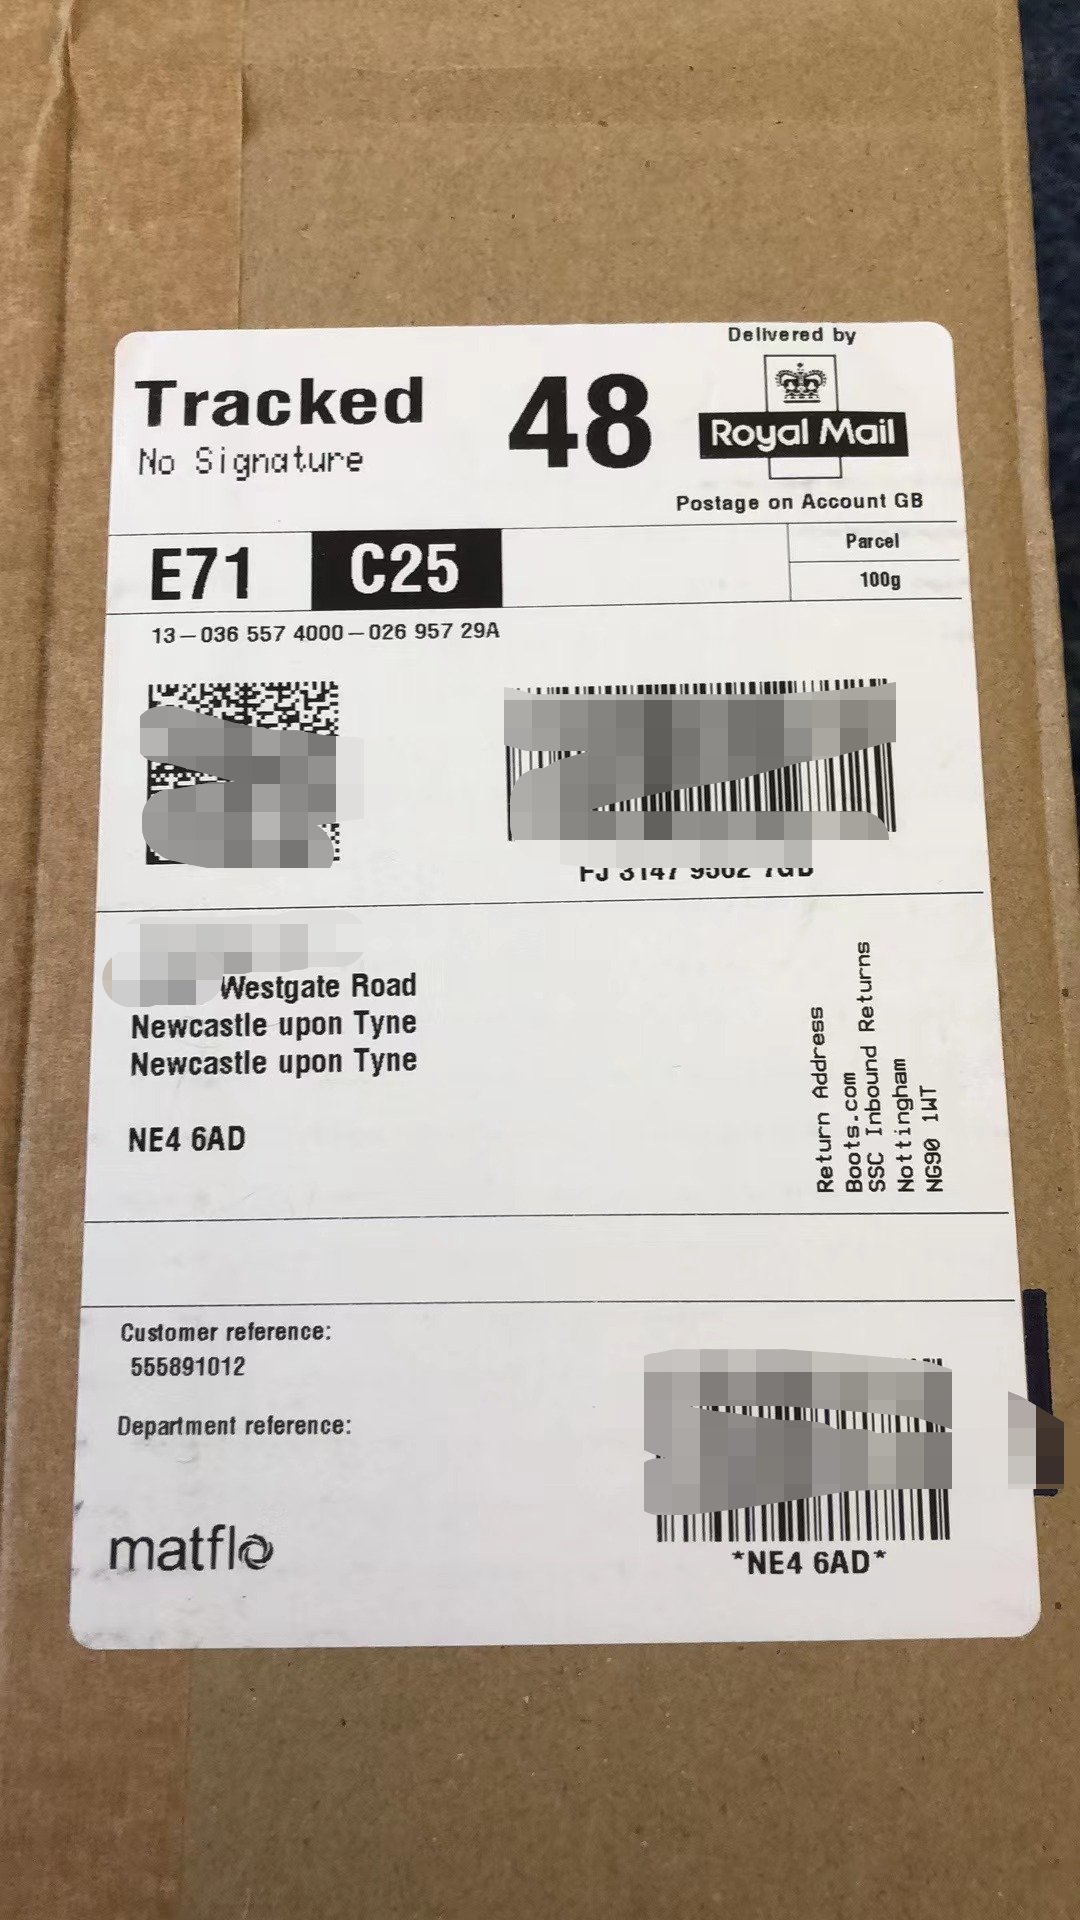 Delivered by
Tracked
48
Royal Mail
No Signature
Postage on Account GB
E71
C25
Parcel
100g
13-036 557 4000-026 957 29A
Westgate Road
Newcastle upon Tyne
Newcastle upon Tyne
NE4 6AD
Return Address
Boots.com
SSC Inbound Returns
Nottingham
NG90 1WT
Customer reference:
555891012
Department reference:
matflo
*NE4 6AD*